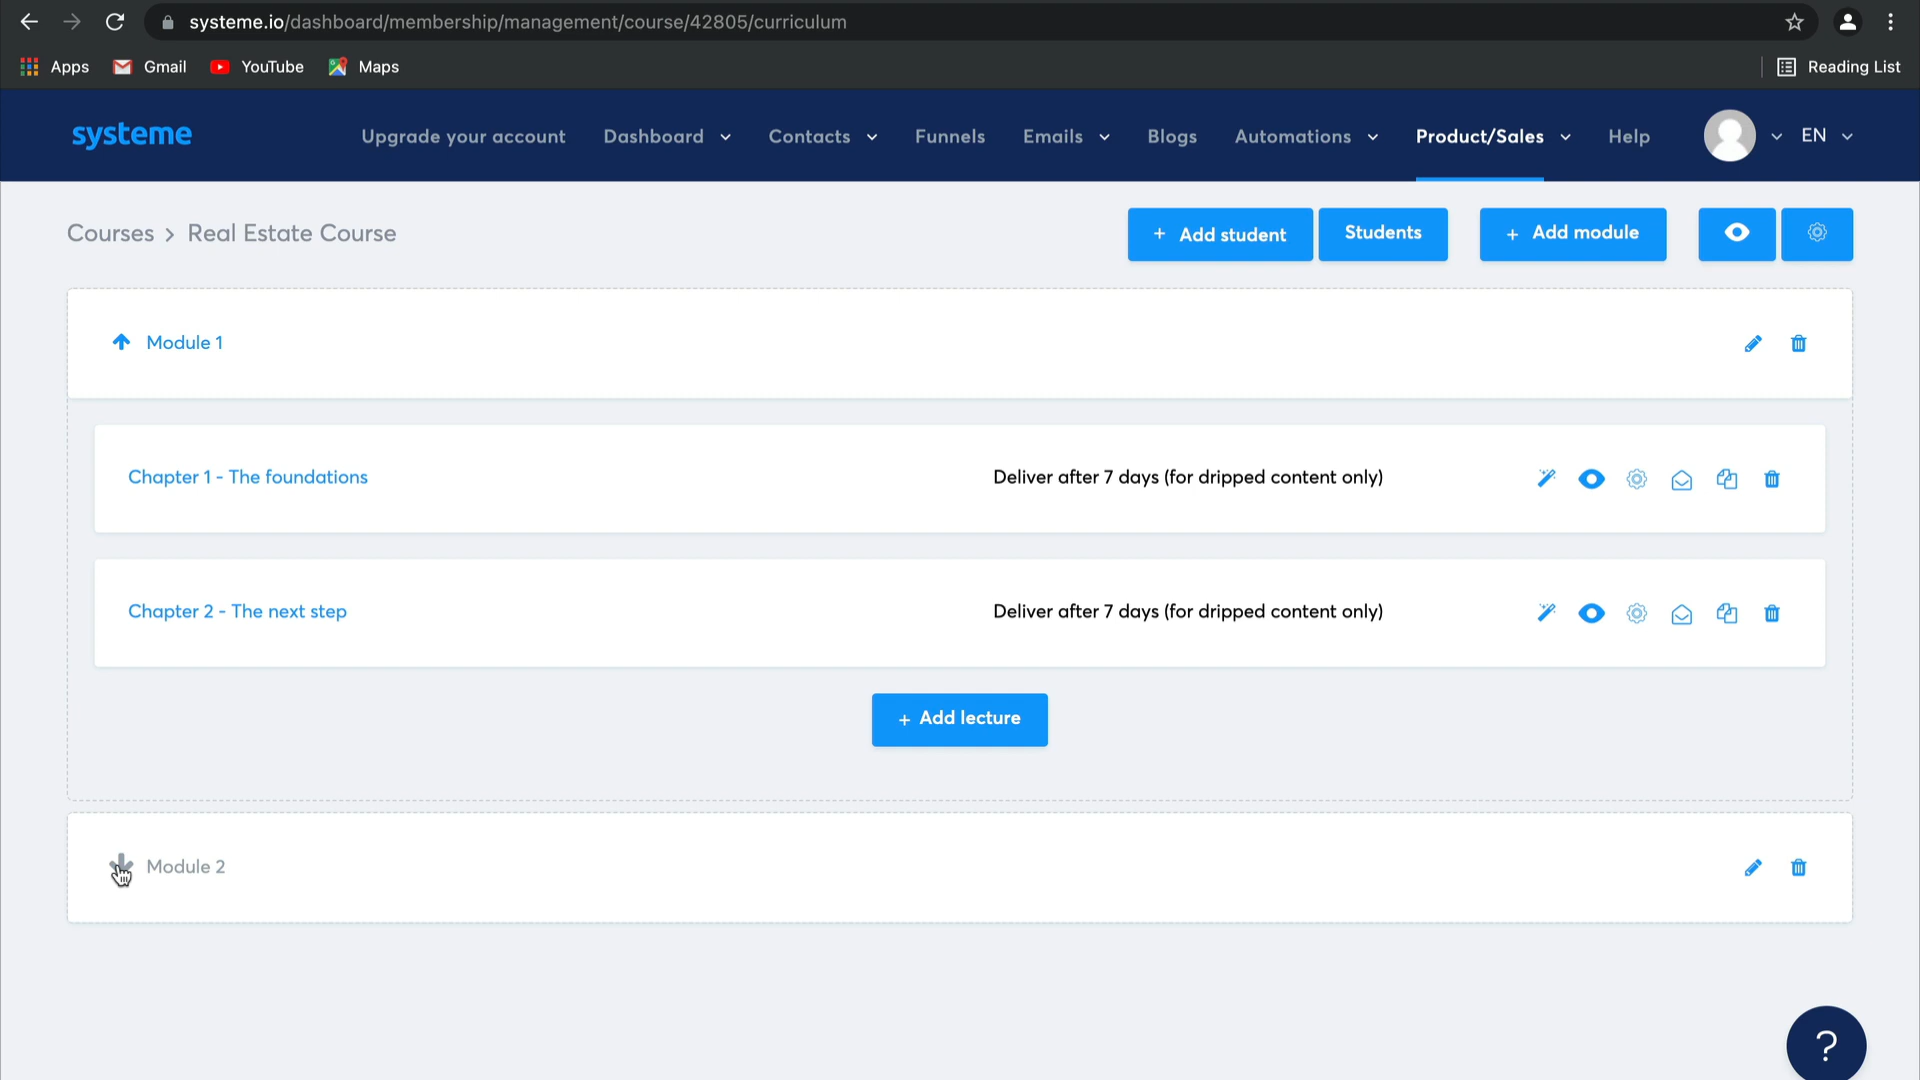 systeme.io/dashboard/membership/management/course/42805/curriculum
Apps Gmail YouTube Maps Reading List
systeme Upgrade your account Dashboard Contacts Funnels Emails Blogs Automations Product/Sales Help EN
Courses > Real Estate Course + Add student Students + Add module
Module 1
Chapter 1 - The foundations Deliver after 7 days (for dripped content only)
Chapter 2 - The next step Deliver after 7 days (for dripped content only)
+ Add lecture
Module 2
?